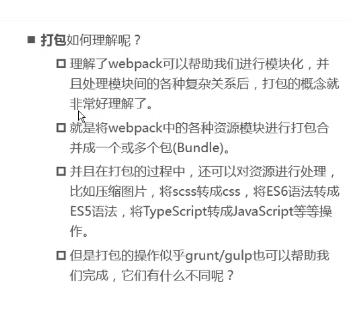 打包如何理解呢？
理解了webpack可以帮助我们进行模块化，并
且处理模块间的各种复杂关系后，打包的概念就
非常好理解了。
就是将webpack中的各种资源模块进行打包合
并成一个或多个包(Bundle)。
并且在打包的过程中，还可以对资源进行处理，
比如压缩图片，将scss转成css，将ES6语法转成
ES5语法，将TypeScript转成JavaScript等等操
作。
但是打包的操作似乎grunt/gulp也可以帮助我
们完成，它们有什么不同呢？